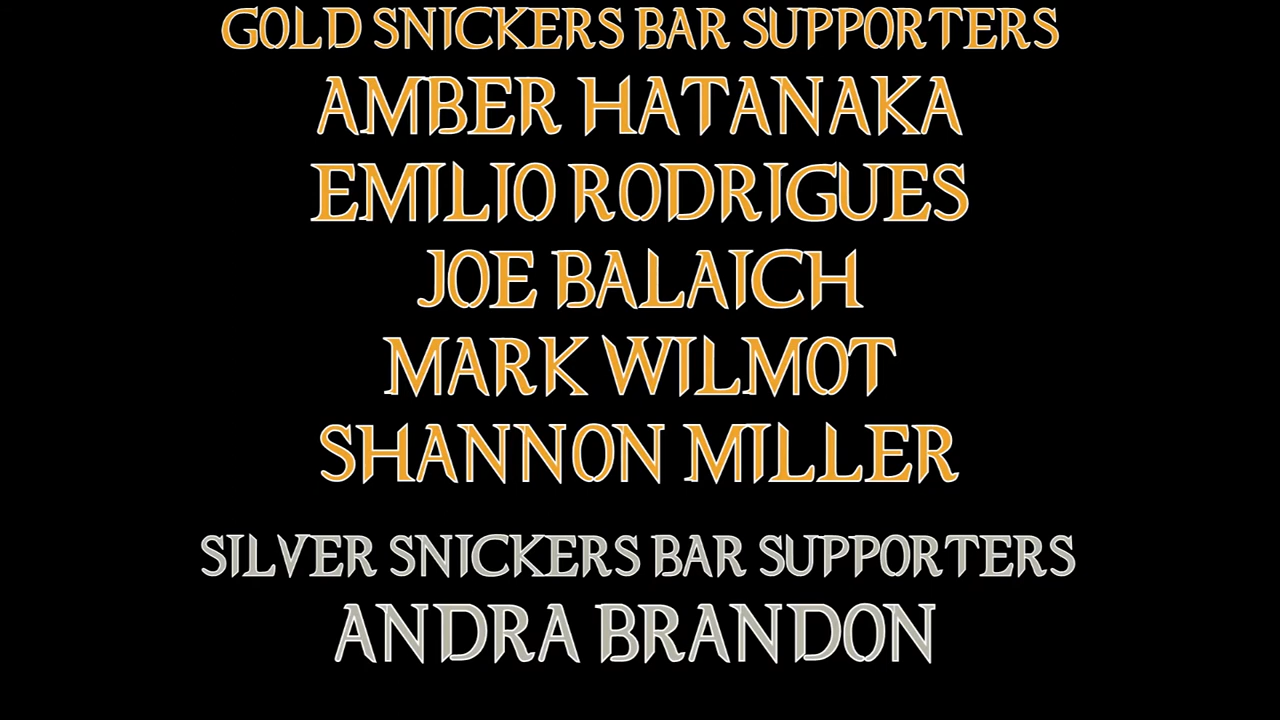 GOLD SNICKERS BAR SUPPORTERS
AMBER HATANAKA
EMILIO RODRIGUES
JOE BALAICH
MARK WILMOT
SHANNON MILLER
SILVER SNICKERS BAR SUPPORTERS
ANDRA BRANDON